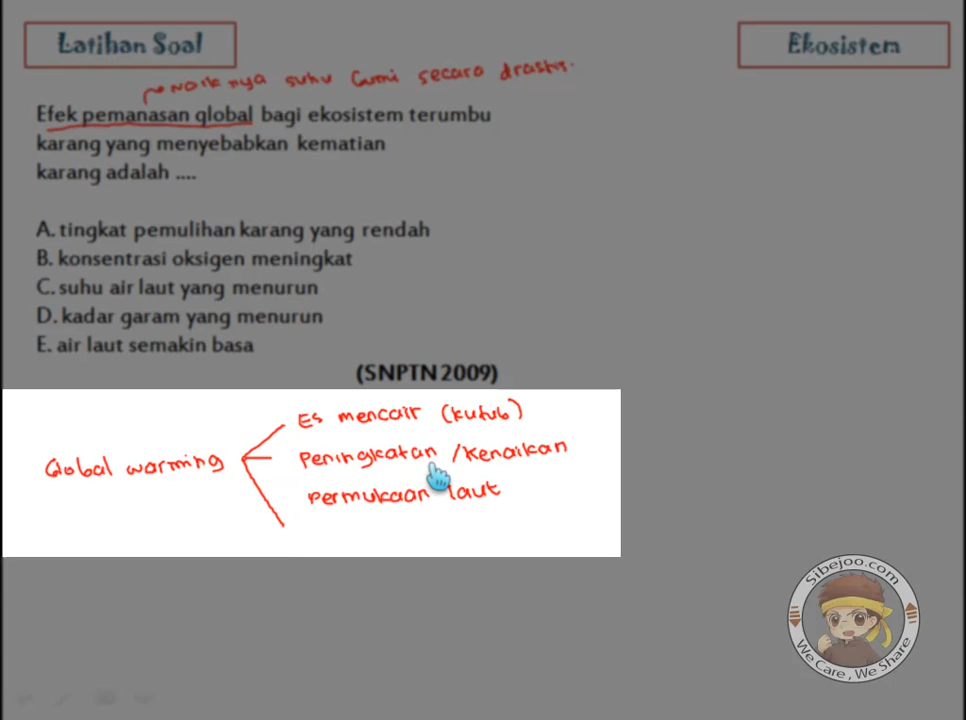 Latihan Soal
Ekosistem
naiknya suhu bumi secara drastis.
Efek pemanasan global bagi ekosistem terumbu
karang yang menyebabkan kematian
karang adalah ....
A. tingkat pemulihan karang yang rendah
B. konsentrasi oksigen meningkat
C. suhu air laut yang menurun
D. kadar garam yang menurun
E. air laut semakin basa
(SNPTN 2009)
Es mencair (kutub)
Global warming
Peningkatan /kenaikan
permukaan laut
Sibejoo.com
We Care , We Share